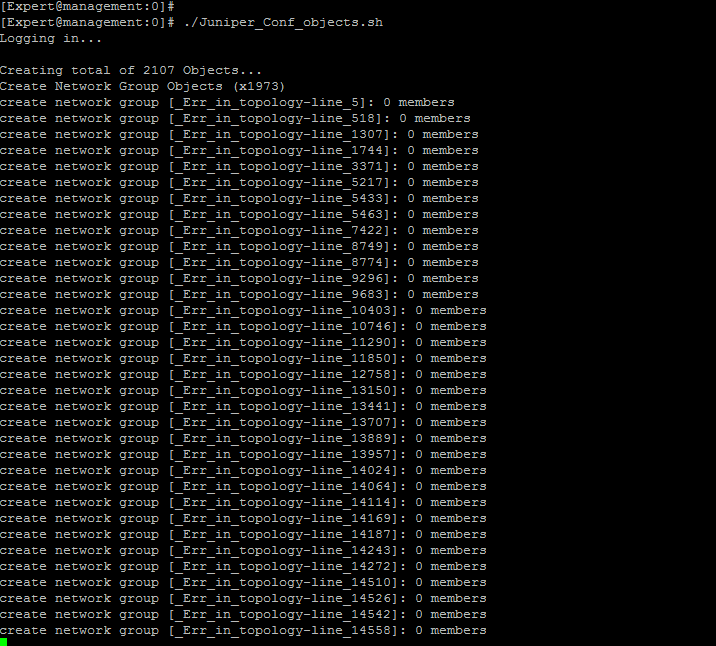 [Expert@management:0]#
[Expert@management:0]# ./Juniper_Conf_objects.sh
Logging in...
Creating total of 2107 Objects...
Create Network Group Objects (x1973)
create network group [_Err_in_topology-line_5]: 0 members
create network group [_Err_in_topology-line_518]: 0 members
create network group [_Err_in_topology-line_1307]: 0 members
create network group [_Err_in_topology-line_1744]: 0 members
create network group [_Err_in_topology-line_3371]: 0 members
create network group [_Err_in_topology-line_5217]: 0 members
create network group [_Err_in_topology-line_5433]: 0 members
create network group [_Err_in_topology-line_5463]: 0 members
create network group [_Err_in_topology-line_7422]: 0 members
create network group [_Err_in_topology-line_8749]: 0 members
create network group [_Err_in_topology-line_8774]: 0 members
create network group [_Err_in_topology-line_9296]: 0 members
create network group [_Err_in_topology-line_9683]: 0 members
create network group [_Err_in_topology-line_10403]: 0 members
create network group [_Err_in_topology-line_10746]: 0 members
create network group [_Err_in_topology-line_11290]: 0 members
create network group [_Err_in_topology-line_11850]: 0 members
create network group [_Err_in_topology-line_12758]: 0 members
create network group [_Err_in_topology-line_13150]: 0 members
create network group [_Err_in_topology-line_13441]: 0 members
create network group [_Err_in_topology-line_13707]: 0 members
create network group [_Err_in_topology-line_13889]: 0 members
create network group [_Err_in_topology-line_13957]: 0 members
create network group [_Err_in_topology-line_14024]: 0 members
create network group [_Err_in_topology-line_14064]: 0 members
create network group [_Err_in_topology-line_14114]: 0 members
create network group [_Err_in_topology-line_14169]: 0 members
create network group [_Err_in_topology-line_14187]: 0 members
create network group [_Err_in_topology-line_14243]: 0 members
create network group [_Err_in_topology-line_14272]: 0 members
create network group [_Err_in_topology-line_14510]: 0 members
create network group [_Err_in_topology-line_14526]: 0 members
create network group [_Err_in_topology-line_14542]: 0 members
create network group [_Err_in_topology-line_14558]: 0 members